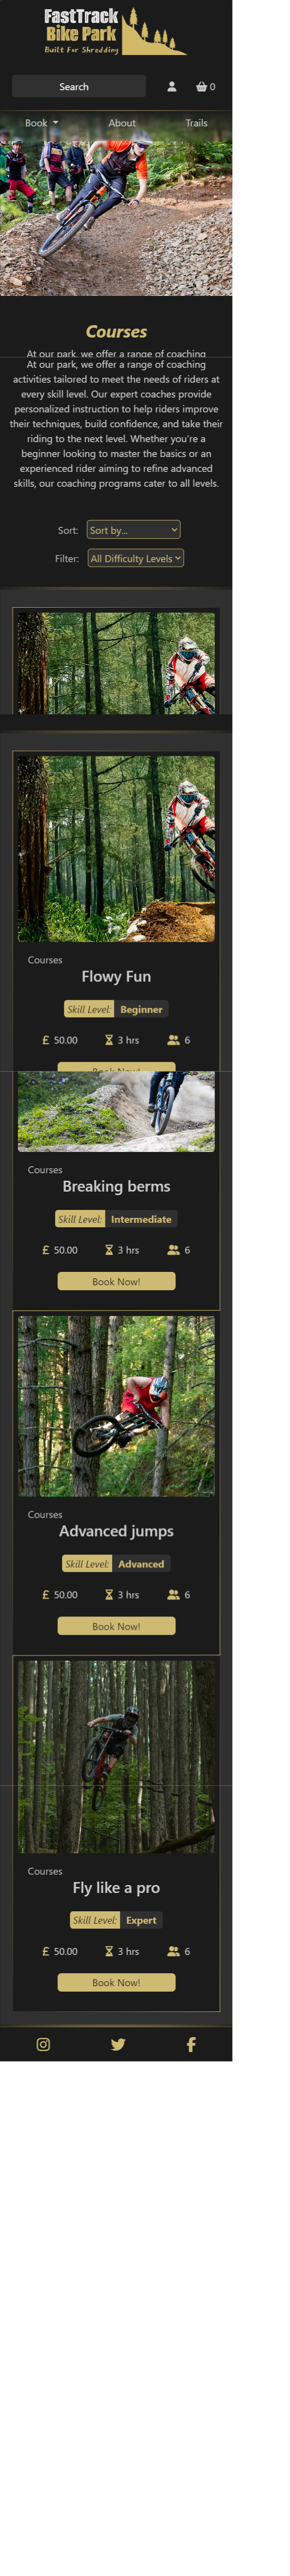 FastTrack
Bike Park
Built For Shredding
Search
0
Book
About
Trails
Courses
At our park, we offer a range of coaching
At our park, we offer a range of coaching
activities tailored to meet the needs of riders at
every skill level. Our expert coaches provide
personalized instruction to help riders improve
their techniques, build confidence, and take their
riding to the next level. Whether you're a
beginner looking to master the basics or an
experienced rider aiming to refine advanced
skills, our coaching programs cater to all levels.
Sort: Sort by...
Filter: All Difficulty Levels
Courses
Flowy Fun
Skill Level: Beginner
£ 50.00 3 hrs 6
Book Now!
Courses
Breaking berms
Skill Level: Intermediate
£ 50.00 3 hrs 6
Book Now!
Courses
Advanced jumps
Skill Level: Advanced
£ 50.00 3 hrs 6
Book Now!
Courses
Fly like a pro
Skill Level: Expert
£ 50.00 3 hrs 6
Book Now!